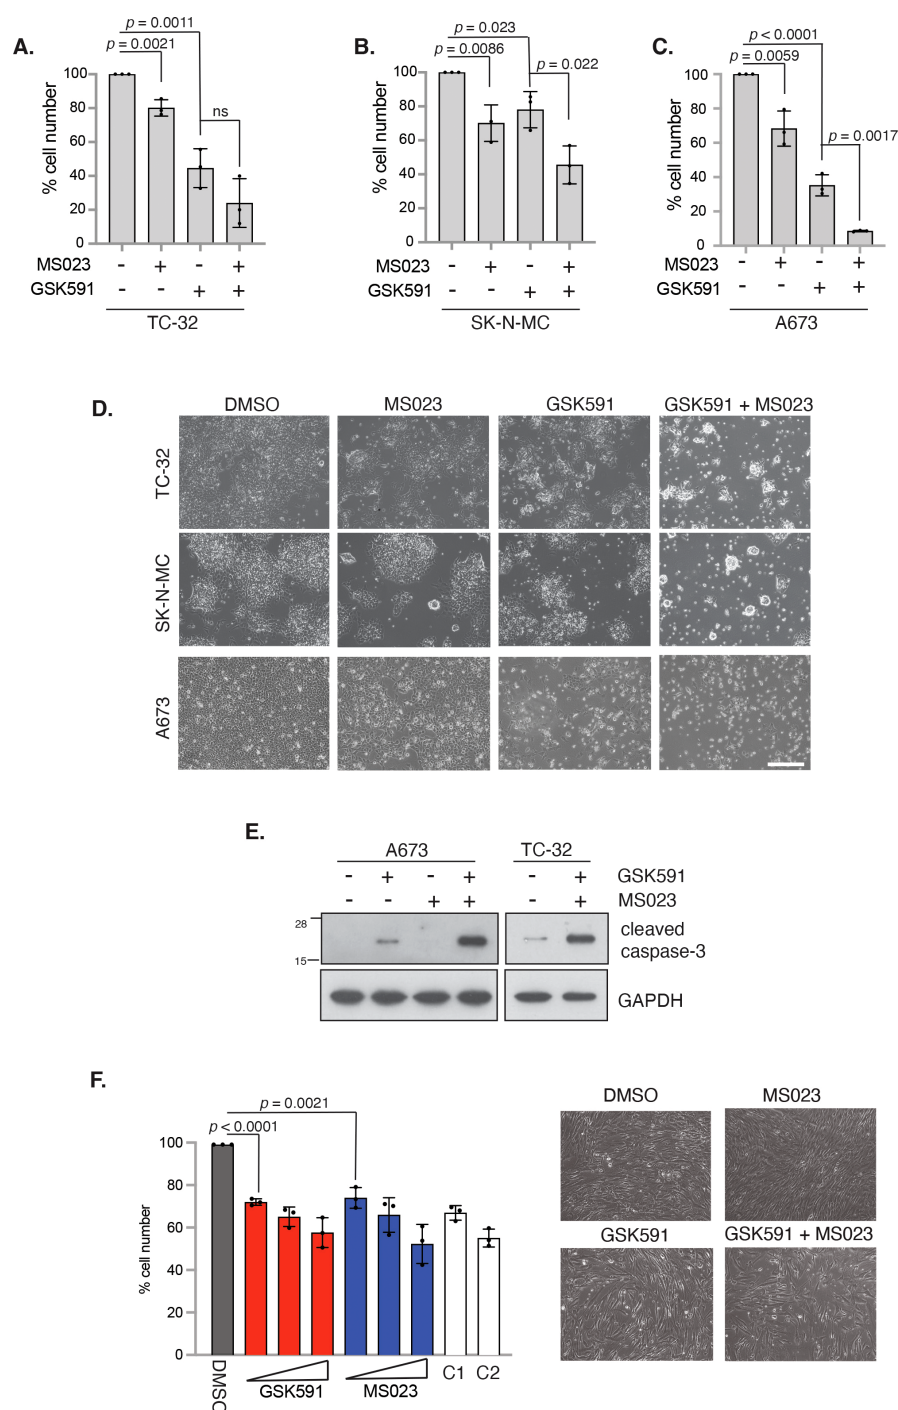 A.
p = 0.0011
p = 0.0021
ns
% cell number
100
80
60
40
20
0
MS023 - + - +
GSK591 - - + +
TC-32
B.
p = 0.023
p = 0.0086
p = 0.022
% cell number
100
80
60
40
20
0
MS023 - + - +
GSK591 - - + +
SK-N-MC
C.
p < 0.0001
p = 0.0059
p = 0.0017
% cell number
100
80
60
40
20
0
MS023 - + - +
GSK591 - - + +
A673
D.
DMSO MS023 GSK591 GSK591 + MS023
TC-32
SK-N-MC
A673
E.
A673 TC-32
- + - + - + GSK591
- - + + - + MS023
28
15
cleaved
caspase-3
GAPDH
F.
p = 0.0021
p < 0.0001
% cell number
100
80
60
40
20
0
DMSO
GSK591
MS023
C1 C2
DMSO MS023
GSK591 GSK591 + MS023